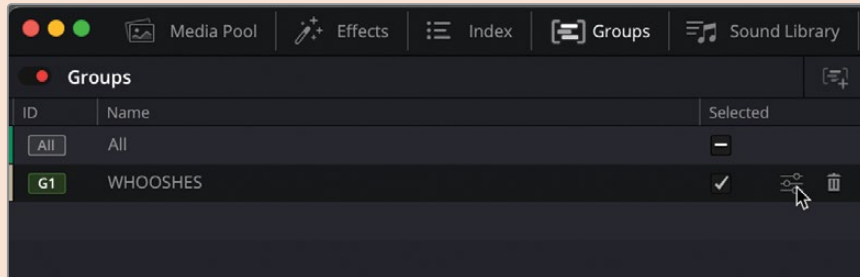 Media Pool Effects Index Groups Sound Library
Groups
ID Name Selected
All All
G1 WHOOSHES